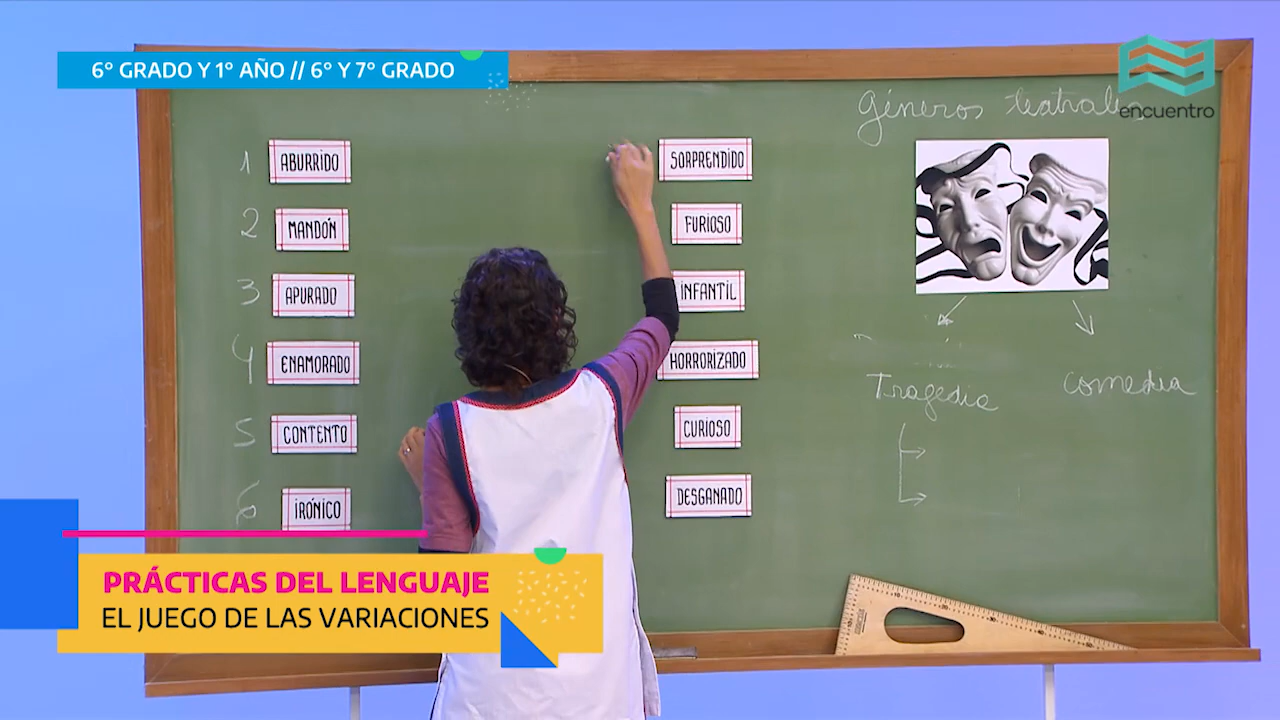 6° GRADO Y 1° AÑO // 6° Y 7° GRADO
encuentro
Géneros teatrales
1 ABURRIDO
2 MANDÓN
3 APURADO
4 ENAMORADO
5 CONTENTO
6 IRÓNICO
SORPRENDIDO
FURIOSO
INFANTIL
HORRORIZADO
CURIOSO
DESGANADO
Tragedia
comedia
PRÁCTICAS DEL LENGUAJE
EL JUEGO DE LAS VARIACIONES